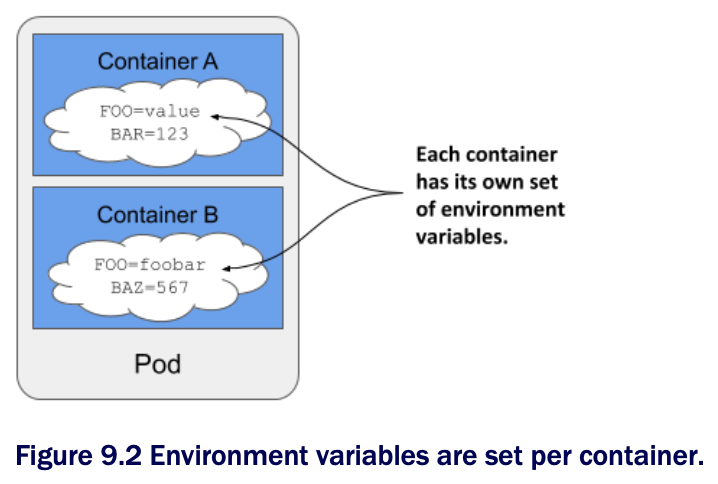 Container A
FOO=value
BAR=123
Container B
FOO=foobar
BAZ=567
Pod
Each container
has its own set
of environment
variables.
Figure 9.2 Environment variables are set per container.